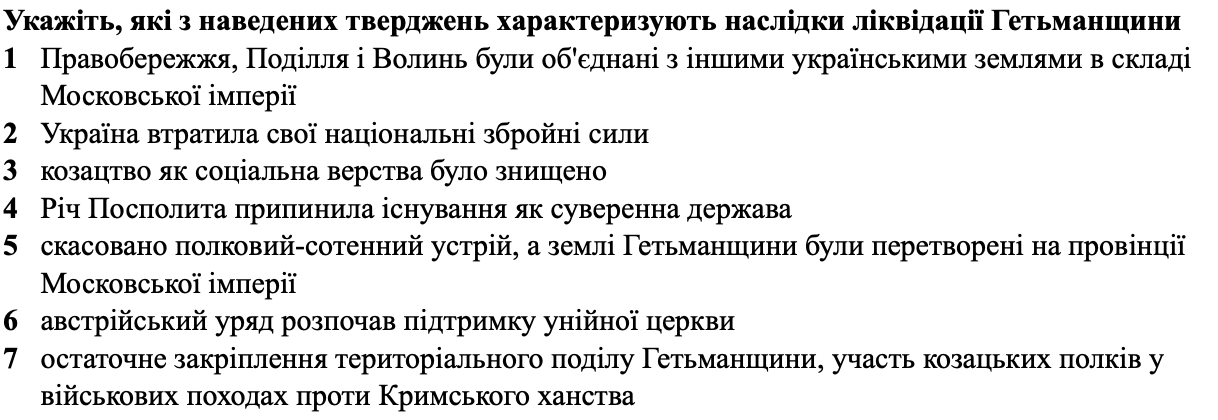 Укажіть, які з наведених тверджень характеризують наслідки ліквідації Гетьманщини
1 Правобережжя, Поділля і Волинь були об'єднані з іншими українськими землями в складі
Московської імперії
2 Україна втратила свої національні збройні сили
3 козацтво як соціальна верства було знищено
4 Річ Посполита припинила існування як суверенна держава
5 скасовано полковий-сотенний устрій, а землі Гетьманщини були перетворені на провінції
Московської імперії
6 австрійський уряд розпочав підтримку унійної церкви
7 остаточне закріплення територіального поділу Гетьманщини, участь козацьких полків у
військових походах проти Кримського ханства